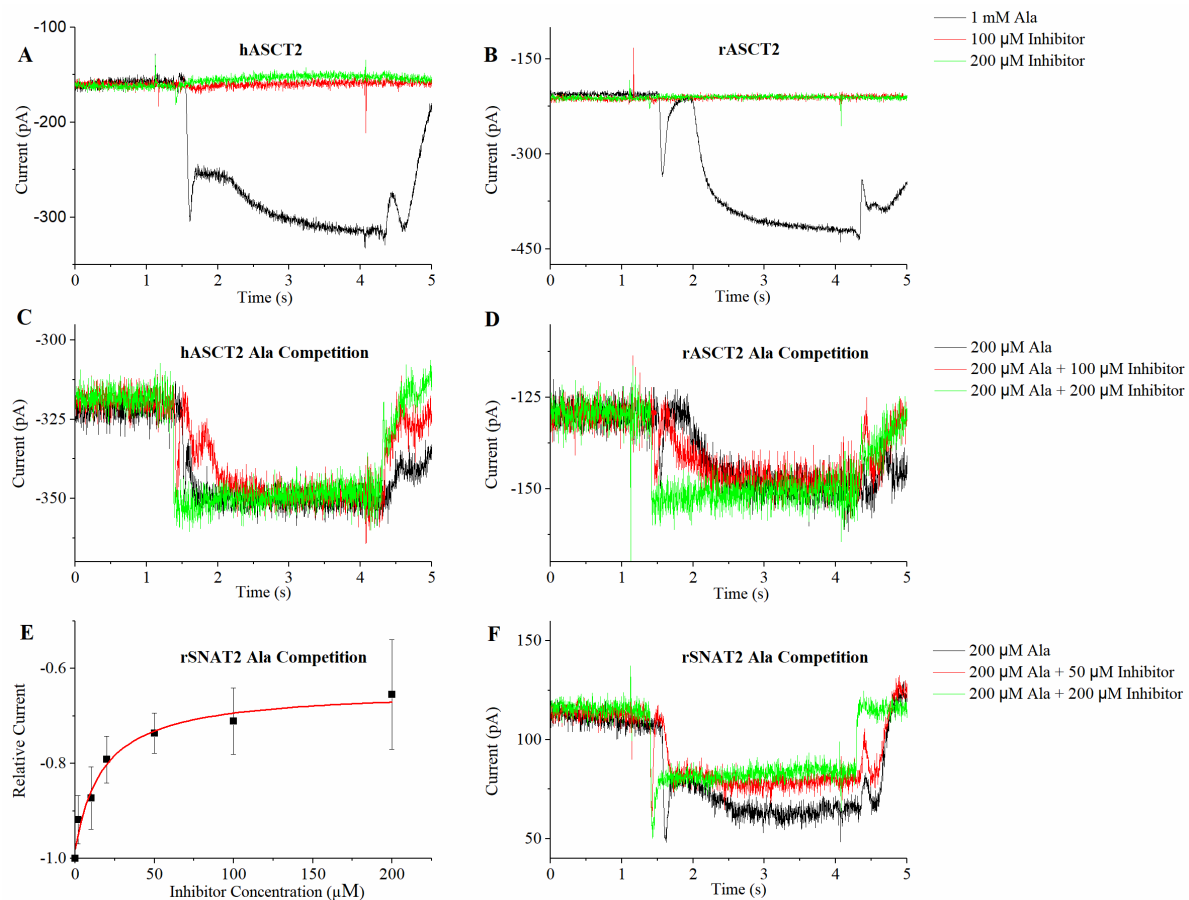 A
hASCT2
-100
-200
-300
Current (pA)
0 1 2 3 4 5
Time (s)
B
rASCT2
-150
-300
-450
Current (pA)
0 1 2 3 4 5
Time (s)
1 mM Ala
100 µM Inhibitor
200 µM Inhibitor
C
hASCT2 Ala Competition
-300
-325
-350
Current (pA)
0 1 2 3 4 5
Time (s)
D
rASCT2 Ala Competition
-125
-150
Current (pA)
0 1 2 3 4 5
Time (s)
200 µM Ala
200 µM Ala + 100 µM Inhibitor
200 µM Ala + 200 µM Inhibitor
E
rSNAT2 Ala Competition
-0.6
-0.8
-1.0
Relative Current
0 50 100 150 200
Inhibitor Concentration (µM)
F
rSNAT2 Ala Competition
150
100
50
Current (pA)
0 1 2 3 4 5
Time (s)
200 µM Ala
200 µM Ala + 50 µM Inhibitor
200 µM Ala + 200 µM Inhibitor